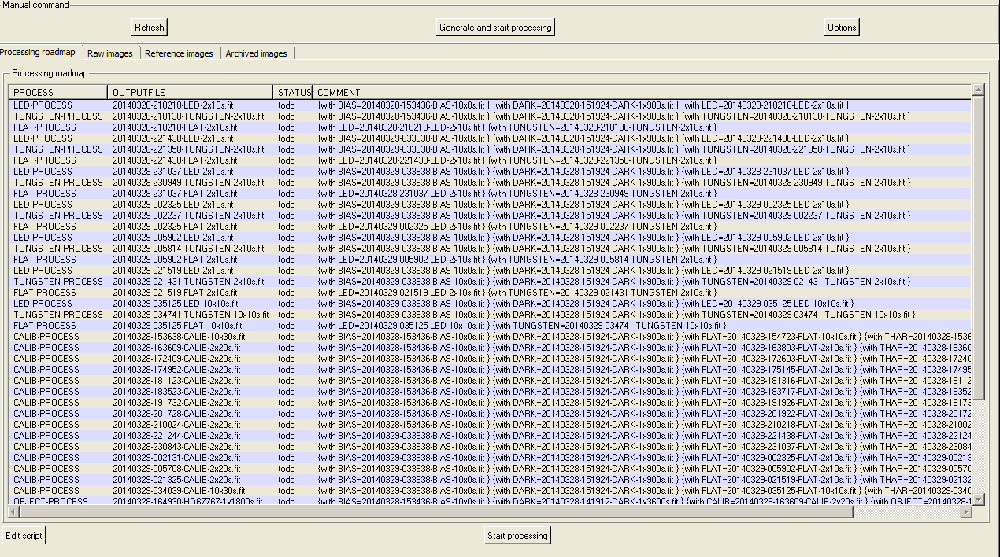 Manual command
Refresh Generate and start processing Options
Processing roadmap Raw images Reference images Archived images
Processing roadmap
PROCESS OUTPUTFILE STATUS COMMENT
LED-PROCESS 20140328-210218-LED-2x10s.fit todo {with BIAS=20140328-153436-BIAS-10x0s.fit } {with DARK=20140328-151924-DARK-1x900s.fit } {with LED=20140328-210218-LED-2x10s.fit }
TUNGSTEN-PROCESS 20140328-210130-TUNGSTEN-2x10s.fit todo {with BIAS=20140328-153436-BIAS-10x0s.fit } {with DARK=20140328-151924-DARK-1x900s.fit } {with TUNGSTEN=20140328-210130-TUNGSTEN-2x10s.fit }
FLAT-PROCESS 20140328-210218-FLAT-2x10s.fit todo {with LED=20140328-210218-LED-2x10s.fit } {with TUNGSTEN=20140328-210130-TUNGSTEN-2x10s.fit }
LED-PROCESS 20140328-221438-LED-2x10s.fit todo {with BIAS=20140329-033838-BIAS-10x0s.fit } {with DARK=20140328-151924-DARK-1x900s.fit } {with LED=20140328-221438-LED-2x10s.fit }
TUNGSTEN-PROCESS 20140328-221350-TUNGSTEN-2x10s.fit todo {with BIAS=20140329-033838-BIAS-10x0s.fit } {with DARK=20140328-151924-DARK-1x900s.fit } {with TUNGSTEN=20140328-221350-TUNGSTEN-2x10s.fit }
FLAT-PROCESS 20140328-221438-FLAT-2x10s.fit todo {with LED=20140328-221438-LED-2x10s.fit } {with TUNGSTEN=20140328-221350-TUNGSTEN-2x10s.fit }
LED-PROCESS 20140328-231037-LED-2x10s.fit todo {with BIAS=20140329-033838-BIAS-10x0s.fit } {with DARK=20140328-151924-DARK-1x900s.fit } {with LED=20140328-231037-LED-2x10s.fit }
TUNGSTEN-PROCESS 20140328-230949-TUNGSTEN-2x10s.fit todo {with BIAS=20140329-033838-BIAS-10x0s.fit } {with DARK=20140328-151924-DARK-1x900s.fit } {with TUNGSTEN=20140328-230949-TUNGSTEN-2x10s.fit }
FLAT-PROCESS 20140328-231037-FLAT-2x10s.fit todo {with LED=20140328-231037-LED-2x10s.fit } {with TUNGSTEN=20140328-230949-TUNGSTEN-2x10s.fit }
LED-PROCESS 20140329-002325-LED-2x10s.fit todo {with BIAS=20140329-033838-BIAS-10x0s.fit } {with DARK=20140328-151924-DARK-1x900s.fit } {with LED=20140329-002325-LED-2x10s.fit }
TUNGSTEN-PROCESS 20140329-002237-TUNGSTEN-2x10s.fit todo {with BIAS=20140329-033838-BIAS-10x0s.fit } {with DARK=20140328-151924-DARK-1x900s.fit } {with TUNGSTEN=20140329-002237-TUNGSTEN-2x10s.fit }
FLAT-PROCESS 20140329-002325-FLAT-2x10s.fit todo {with LED=20140329-002325-LED-2x10s.fit } {with TUNGSTEN=20140329-002237-TUNGSTEN-2x10s.fit }
LED-PROCESS 20140329-005902-LED-2x10s.fit todo {with BIAS=20140329-033838-BIAS-10x0s.fit } {with DARK=20140328-151924-DARK-1x900s.fit } {with LED=20140329-005902-LED-2x10s.fit }
TUNGSTEN-PROCESS 20140329-005814-TUNGSTEN-2x10s.fit todo {with BIAS=20140329-033838-BIAS-10x0s.fit } {with DARK=20140328-151924-DARK-1x900s.fit } {with TUNGSTEN=20140329-005814-TUNGSTEN-2x10s.fit }
FLAT-PROCESS 20140329-005902-FLAT-2x10s.fit todo {with LED=20140329-005902-LED-2x10s.fit } {with TUNGSTEN=20140329-005814-TUNGSTEN-2x10s.fit }
LED-PROCESS 20140329-021519-LED-2x10s.fit todo {with BIAS=20140329-033838-BIAS-10x0s.fit } {with DARK=20140328-151924-DARK-1x900s.fit } {with LED=20140329-021519-LED-2x10s.fit }
TUNGSTEN-PROCESS 20140329-021431-TUNGSTEN-2x10s.fit todo {with BIAS=20140329-033838-BIAS-10x0s.fit } {with DARK=20140328-151924-DARK-1x900s.fit } {with TUNGSTEN=20140329-021431-TUNGSTEN-2x10s.fit }
FLAT-PROCESS 20140329-021519-FLAT-2x10s.fit todo {with LED=20140329-021519-LED-2x10s.fit } {with TUNGSTEN=20140329-021431-TUNGSTEN-2x10s.fit }
LED-PROCESS 20140329-035125-LED-10x10s.fit todo {with BIAS=20140329-033838-BIAS-10x0s.fit } {with DARK=20140328-151924-DARK-1x900s.fit } {with LED=20140329-035125-LED-10x10s.fit }
TUNGSTEN-PROCESS 20140329-034741-TUNGSTEN-10x10s.fit todo {with BIAS=20140329-033838-BIAS-10x0s.fit } {with DARK=20140328-151924-DARK-1x900s.fit } {with TUNGSTEN=20140329-034741-TUNGSTEN-10x10s.fit }
FLAT-PROCESS 20140329-035125-FLAT-10x10s.fit todo {with LED=20140329-035125-LED-10x10s.fit } {with TUNGSTEN=20140329-034741-TUNGSTEN-10x10s.fit }
CALIB-PROCESS 20140328-153638-CALIB-10x30s.fit todo {with BIAS=20140328-153436-BIAS-10x0s.fit } {with DARK=20140328-151924-DARK-1x900s.fit } {with FLAT=20140328-154723-FLAT-10x10s.fit } {with THAR=20140328-1536
CALIB-PROCESS 20140328-163609-CALIB-2x20s.fit todo {with BIAS=20140328-153436-BIAS-10x0s.fit } {with DARK=20140328-151924-DARK-1x900s.fit } {with FLAT=20140328-163803-FLAT-2x10s.fit } {with THAR=20140328-16360
CALIB-PROCESS 20140328-172409-CALIB-2x20s.fit todo {with BIAS=20140328-153436-BIAS-10x0s.fit } {with DARK=20140328-151924-DARK-1x900s.fit } {with FLAT=20140328-172603-FLAT-2x10s.fit } {with THAR=20140328-17240
CALIB-PROCESS 20140328-174952-CALIB-2x20s.fit todo {with BIAS=20140328-153436-BIAS-10x0s.fit } {with DARK=20140328-151924-DARK-1x900s.fit } {with FLAT=20140328-175145-FLAT-2x10s.fit } {with THAR=20140328-17495
CALIB-PROCESS 20140328-181123-CALIB-2x20s.fit todo {with BIAS=20140328-153436-BIAS-10x0s.fit } {with DARK=20140328-151924-DARK-1x900s.fit } {with FLAT=20140328-181316-FLAT-2x10s.fit } {with THAR=20140328-18112
CALIB-PROCESS 20140328-183523-CALIB-2x20s.fit todo {with BIAS=20140328-153436-BIAS-10x0s.fit } {with DARK=20140328-151924-DARK-1x900s.fit } {with FLAT=20140328-183717-FLAT-2x10s.fit } {with THAR=20140328-18352
CALIB-PROCESS 20140328-191732-CALIB-2x20s.fit todo {with BIAS=20140328-153436-BIAS-10x0s.fit } {with DARK=20140328-151924-DARK-1x900s.fit } {with FLAT=20140328-191926-FLAT-2x10s.fit } {with THAR=20140328-19173
CALIB-PROCESS 20140328-201728-CALIB-2x20s.fit todo {with BIAS=20140328-153436-BIAS-10x0s.fit } {with DARK=20140328-151924-DARK-1x900s.fit } {with FLAT=20140328-201922-FLAT-2x10s.fit } {with THAR=20140328-20172
CALIB-PROCESS 20140328-210024-CALIB-2x20s.fit todo {with BIAS=20140328-153436-BIAS-10x0s.fit } {with DARK=20140328-151924-DARK-1x900s.fit } {with FLAT=20140328-210218-FLAT-2x10s.fit } {with THAR=20140328-21002
CALIB-PROCESS 20140328-221244-CALIB-2x20s.fit todo {with BIAS=20140329-033838-BIAS-10x0s.fit } {with DARK=20140328-151924-DARK-1x900s.fit } {with FLAT=20140328-221438-FLAT-2x10s.fit } {with THAR=20140328-22124
CALIB-PROCESS 20140328-230843-CALIB-2x20s.fit todo {with BIAS=20140329-033838-BIAS-10x0s.fit } {with DARK=20140328-151924-DARK-1x900s.fit } {with FLAT=20140328-231037-FLAT-2x10s.fit } {with THAR=20140328-23084
CALIB-PROCESS 20140329-002131-CALIB-2x20s.fit todo {with BIAS=20140329-033838-BIAS-10x0s.fit } {with DARK=20140328-151924-DARK-1x900s.fit } {with FLAT=20140329-002325-FLAT-2x10s.fit } {with THAR=20140329-00213
CALIB-PROCESS 20140329-005708-CALIB-2x20s.fit todo {with BIAS=20140329-033838-BIAS-10x0s.fit } {with DARK=20140328-151924-DARK-1x900s.fit } {with FLAT=20140329-005902-FLAT-2x10s.fit } {with THAR=20140329-00570
CALIB-PROCESS 20140329-021325-CALIB-2x20s.fit todo {with BIAS=20140329-033838-BIAS-10x0s.fit } {with DARK=20140328-151924-DARK-1x900s.fit } {with FLAT=20140329-021519-FLAT-2x10s.fit } {with THAR=20140329-02132
CALIB-PROCESS 20140329-034039-CALIB-10x30s.fit todo {with BIAS=20140329-033838-BIAS-10x0s.fit } {with DARK=20140328-151924-DARK-1x900s.fit } {with FLAT=20140329-035125-FLAT-10x10s.fit } {with THAR=20140329-0340
OBJECT-PROCESS 20140328-164930-HD67767-1x1800s.fit todo {with BIAS=20140328-153436-BIAS-10x0s.fit } {with DARK=20140328-141912-DARK-1x3600s.fit } {with CALIB=20140328-163609-CALIB-2x20s.fit } {with OBJECT=20140328-1
Edit script Start processing